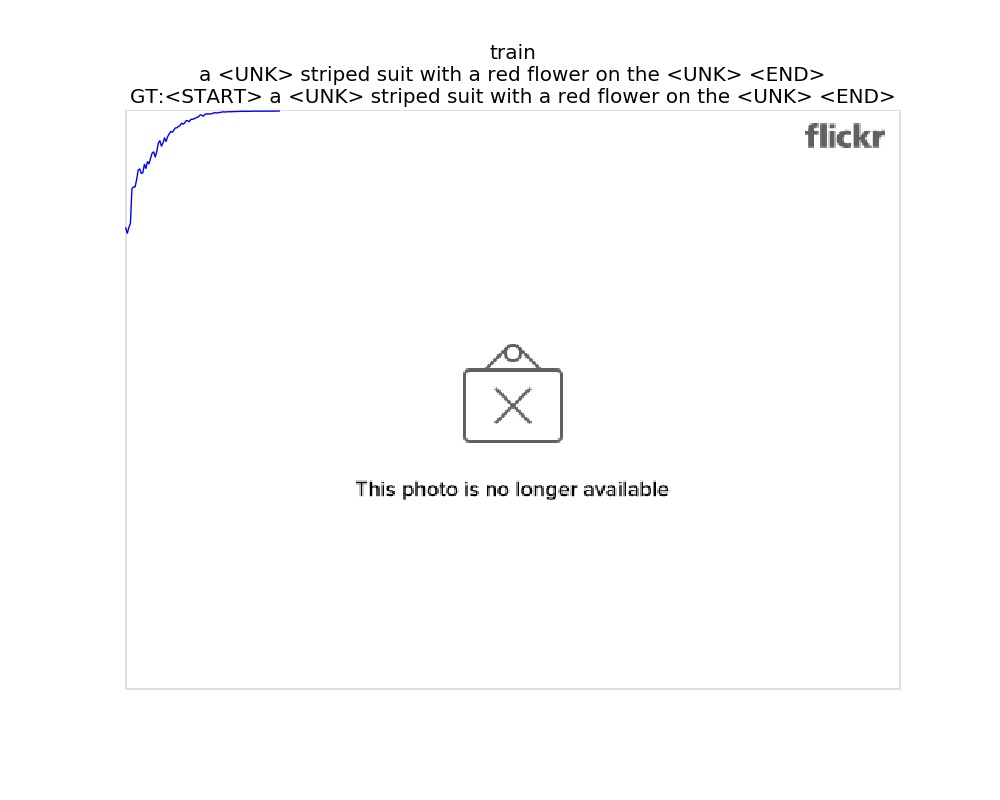 train
a <UNK> striped suit with a red flower on the <UNK> <END>
GT:<START> a <UNK> striped suit with a red flower on the <UNK> <END>
flickr
This photo is no longer available